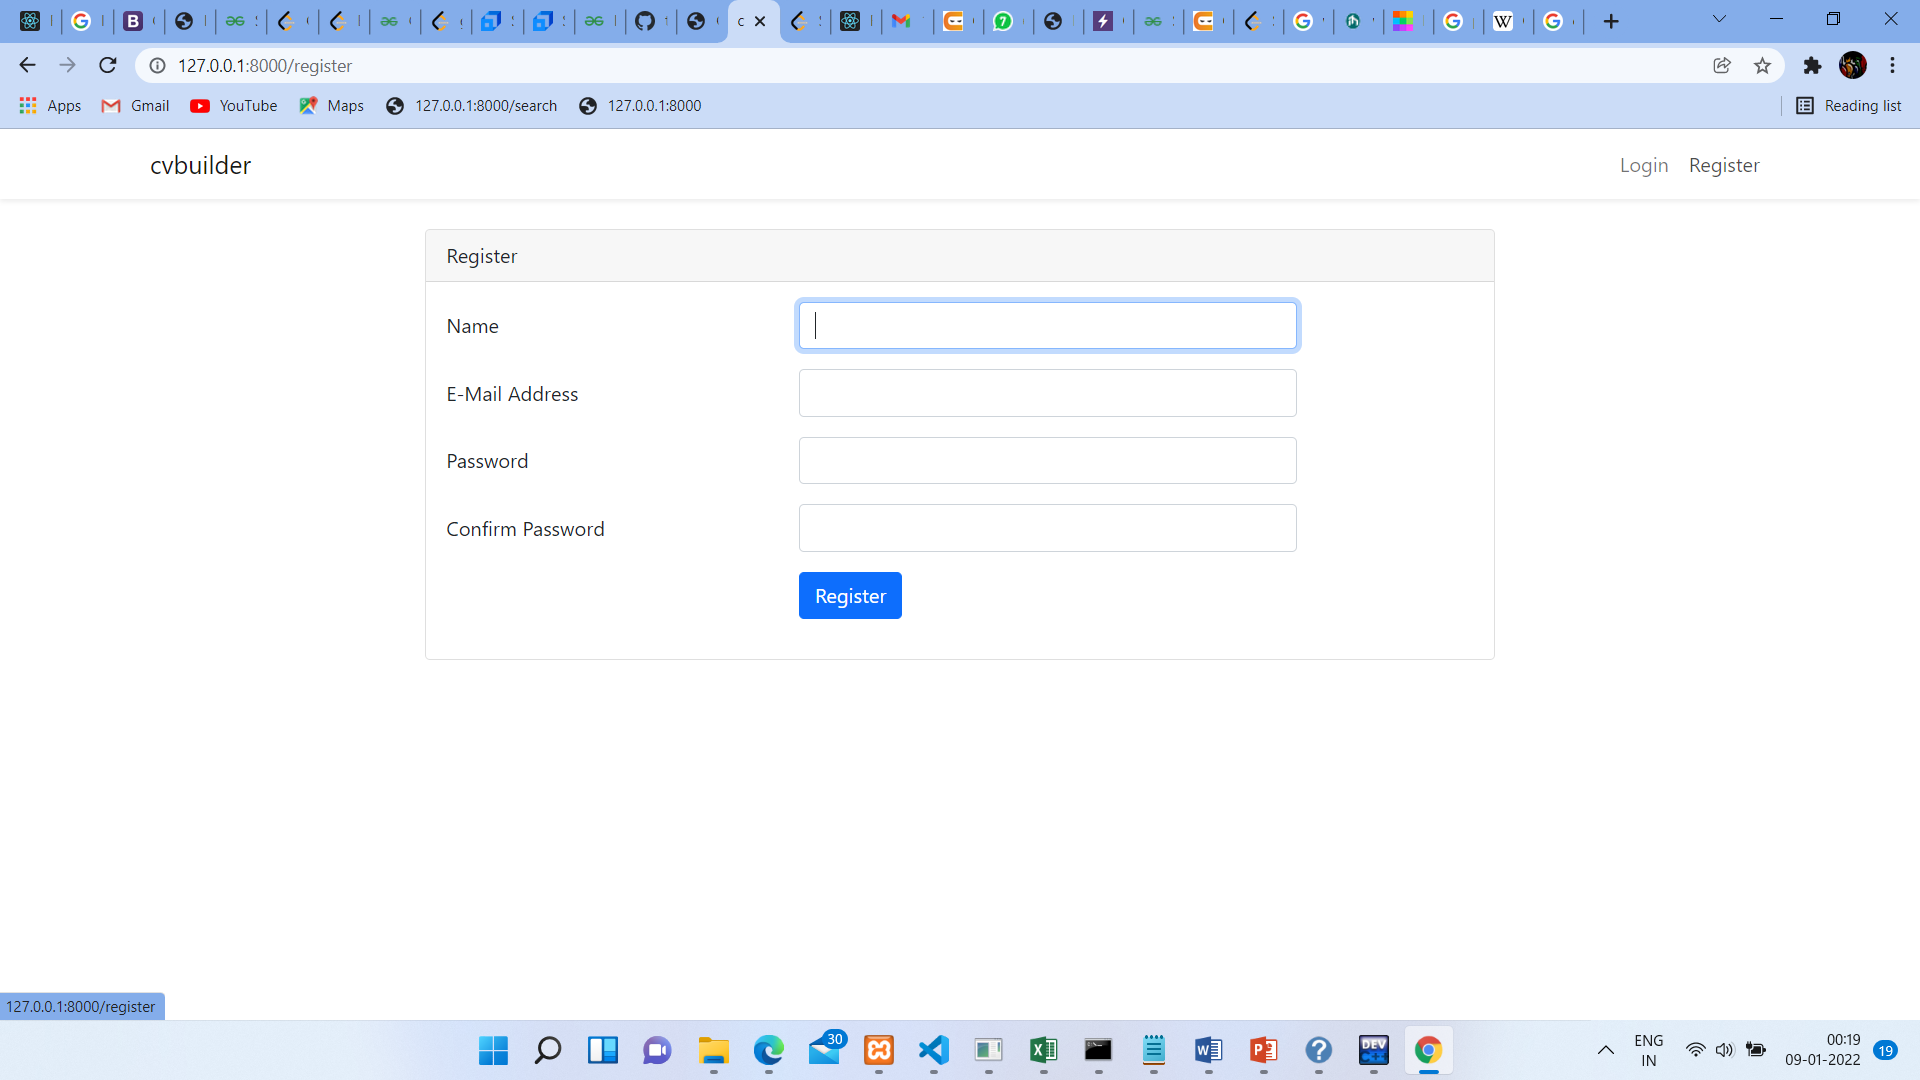 127.0.0.1:8000/register
Apps
Gmail
YouTube
Maps
127.0.0.1:8000/search
127.0.0.1:8000
Reading list
cvbuilder
Login
Register
Register
Name
E-Mail Address
Password
Confirm Password
Register
127.0.0.1:8000/register
30
DEV
C++
ENG
IN
00:19
09-01-2022
19